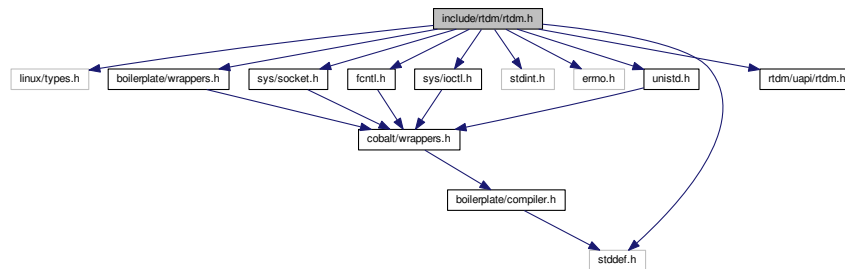 include/rtdm/rtdm.h
linux/types.h
boilerplate/wrappers.h
sys/socket.h
fcntl.h
sys/ioctl.h
stdint.h
errno.h
unistd.h
rtdm/uapi/rtdm.h
cobalt/wrappers.h
boilerplate/compiler.h
stddef.h